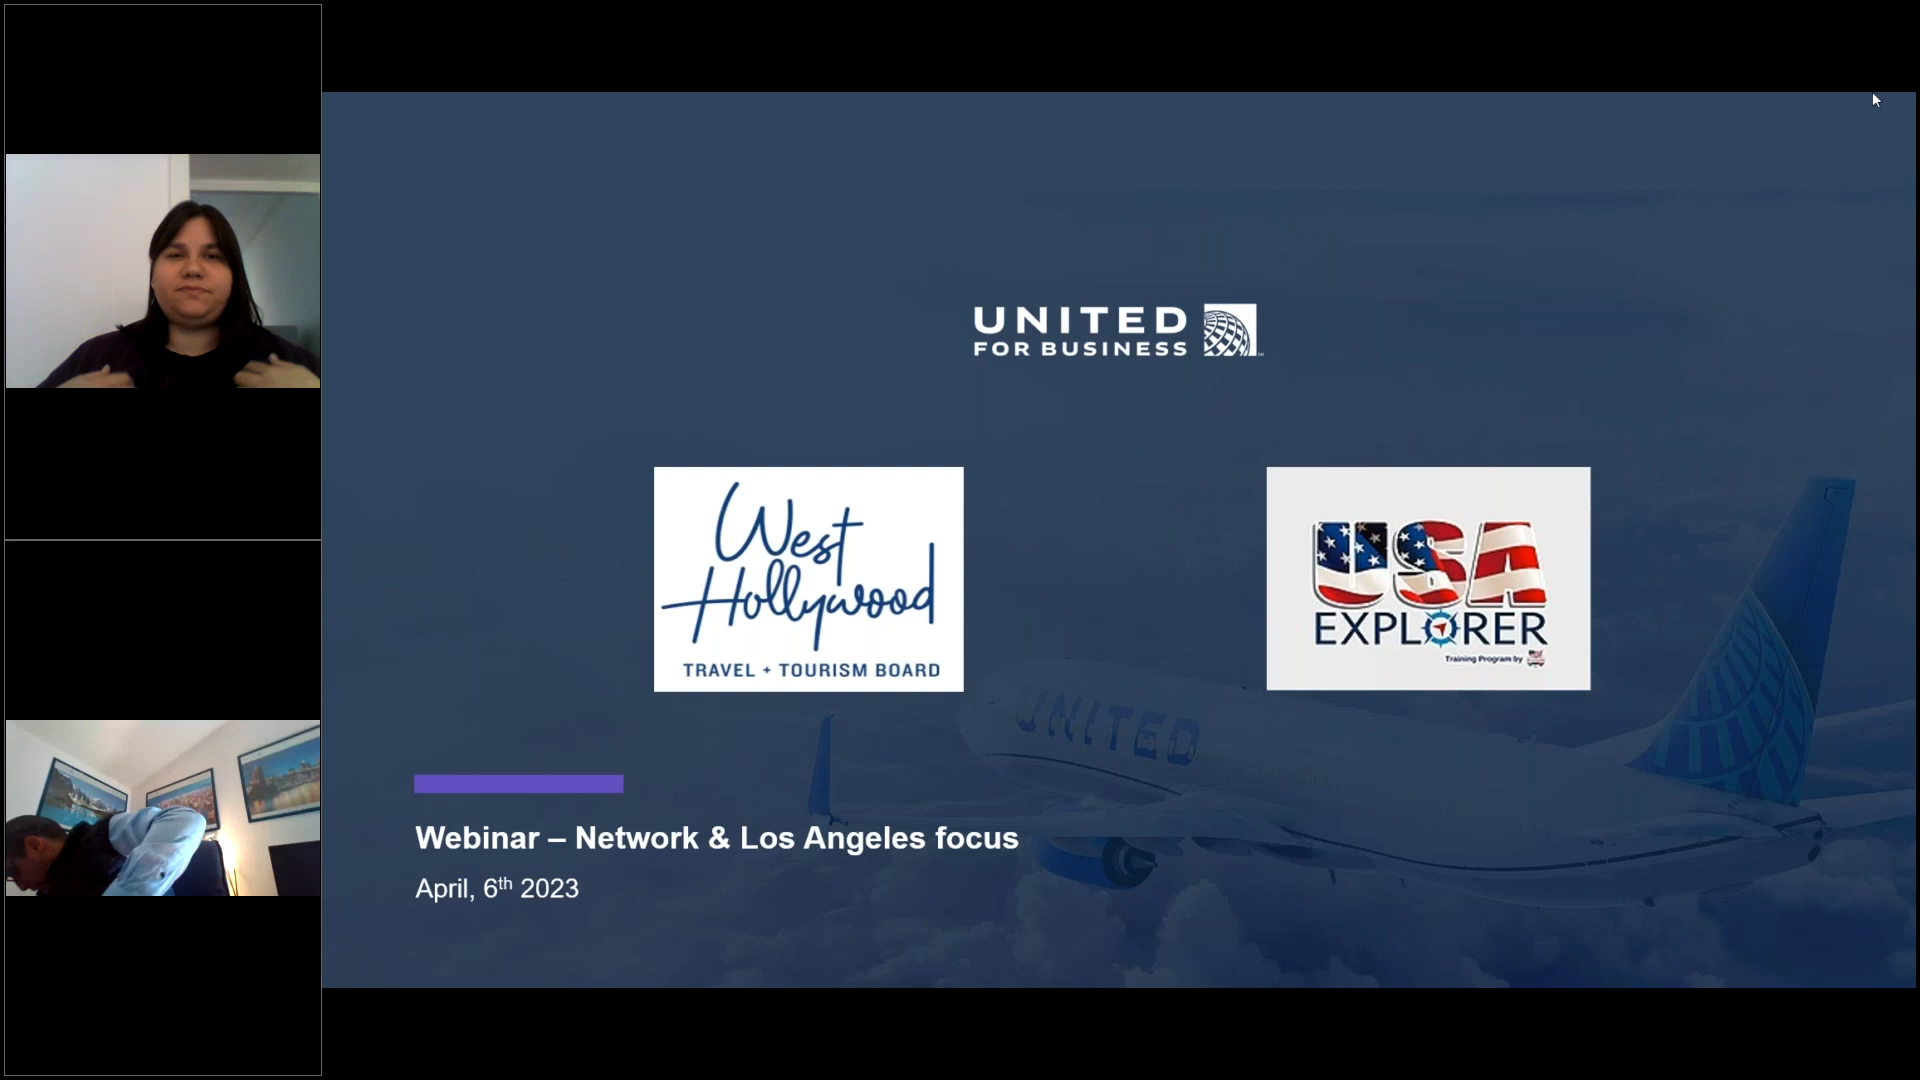 UNITED
FOR BUSINESS
West
Hollywood
TRAVEL + TOURISM BOARD
USA
EXPLORER
Training Program by
UNITED
Webinar – Network & Los Angeles focus
April, 6th 2023